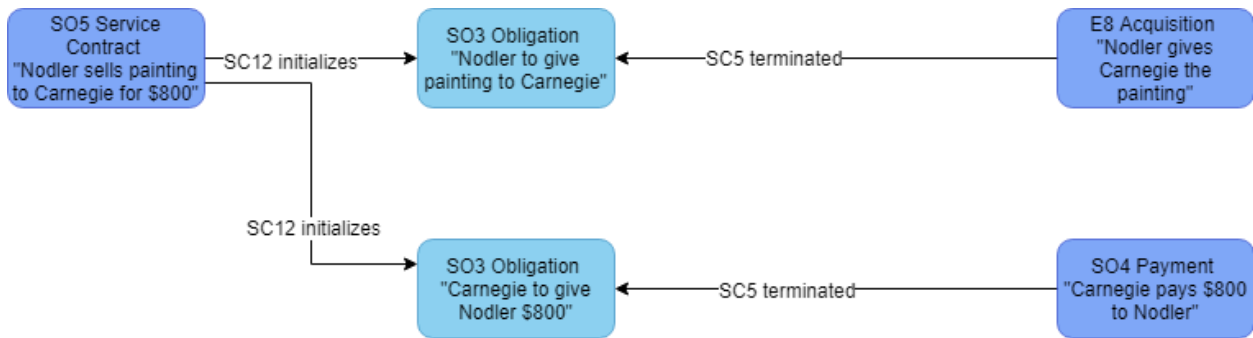 SO5 Service
Contract
"Nodler sells painting
to Carnegie for $800"
SC12 initializes
SO3 Obligation
"Nodler to give
painting to Carnegie"
SC5 terminated
E8 Acquisition
"Nodler gives
Carnegie the
painting"
SC12 initializes
SO3 Obligation
"Carnegie to give
Nodler $800"
SC5 terminated
SO4 Payment
"Carnegie pays $800
to Nodler"